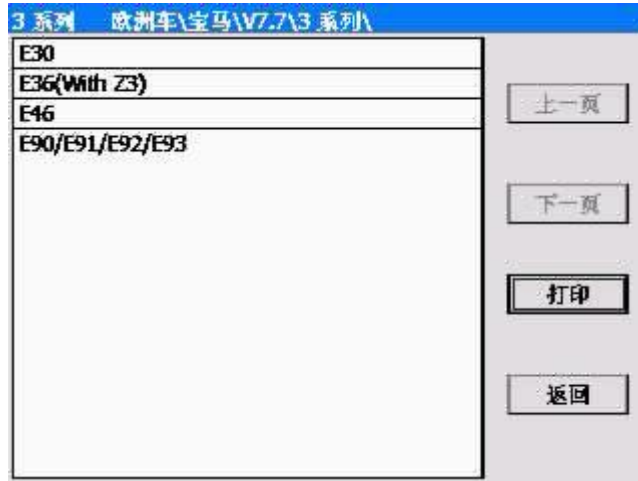 3 系列 欧洲车\宝马\V7.7\3 系列\
E30
E36(With Z3)
E46
E90/E91/E92/E93
上一页
下一页
打印
返回